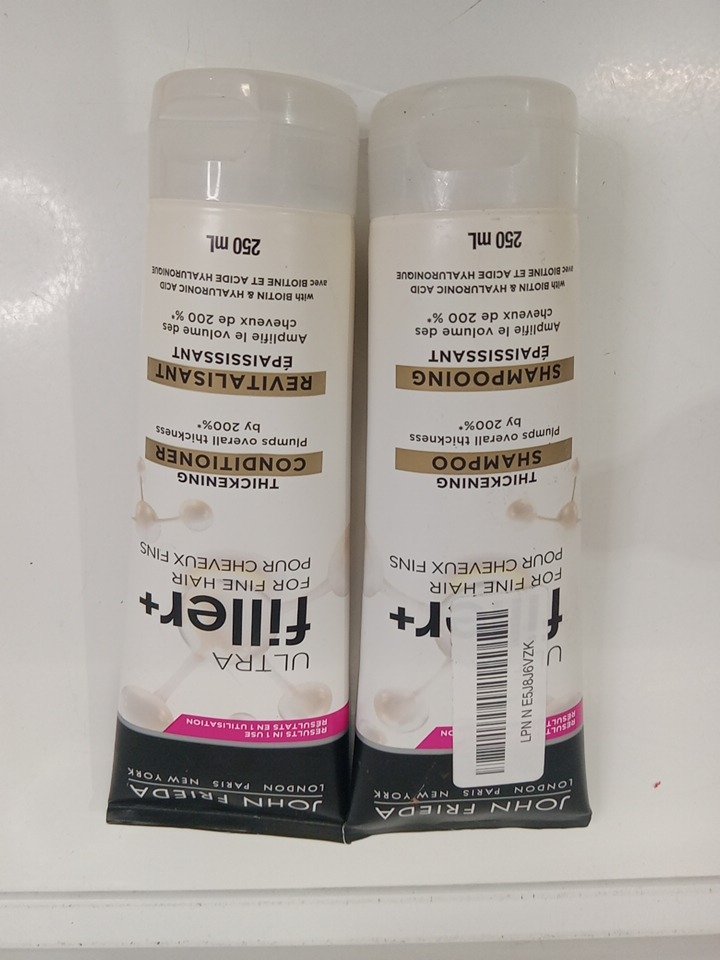 JOHN FRIEDA
LONDON PARIS NEW YORK
RESULTS IN 1 USE
RÉSULTATS EN 1 UTILISATION
ULTRA
filler+
FOR FINE HAIR
POUR CHEVEUX FINS
THICKENING
CONDITIONER
Plumps overall thickness
by 200%*
REVITALISANT
ÉPAISSISSANT
Amplifie le volume des
cheveux de 200 %*
with BIOTIN & HYALURONIC ACID
avec BIOTINE ET ACIDE HYALURONIQUE
250 mL
JOHN FRIEDA
LONDON PARIS NEW YORK
FOR FINE HAIR
POUR CHEVEUX FINS
THICKENING
SHAMPOO
Plumps overall thickness
by 200%*
SHAMPOOING
ÉPAISSISSANT
Amplifie le volume des
cheveux de 200 %*
with BIOTIN & HYALURONIC ACID
avec BIOTINE ET ACIDE HYALURONIQUE
250 mL
LPN N E5J8J6VZK